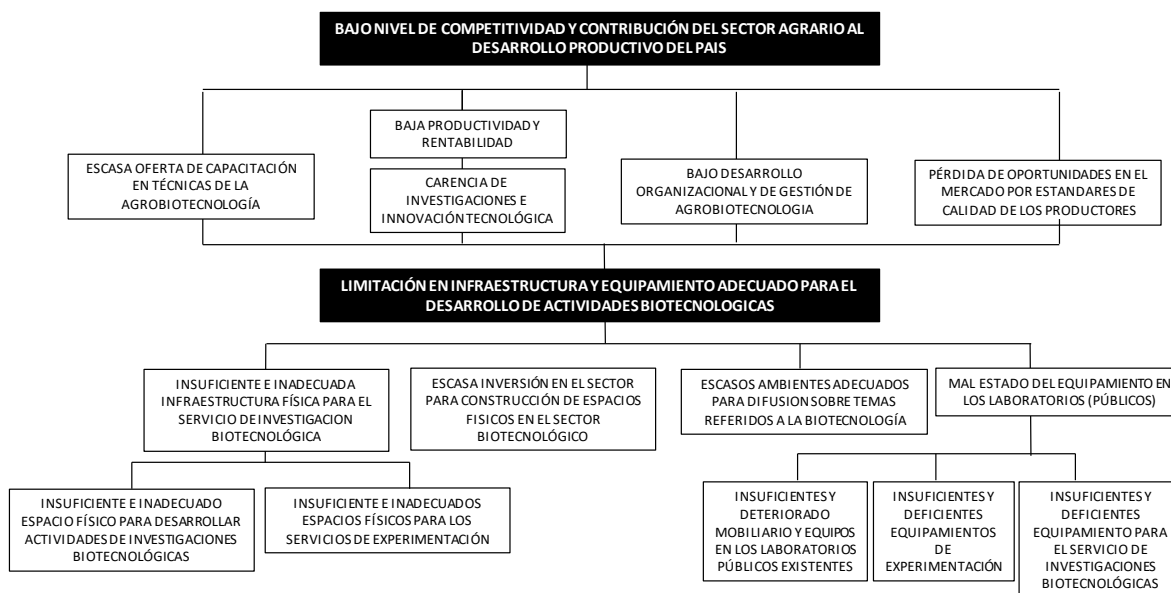 BAJO NIVEL DE COMPETITIVIDAD Y CONTRIBUCIÓN DEL SECTOR AGRARIO AL
DESARROLLO PRODUCTIVO DEL PAIS
ESCASA OFERTA DE CAPACITACIÓN
EN TÉCNICAS DE LA
AGROBIOTECNOLOGÍA
BAJA PRODUCTIVIDAD Y
RENTABILIDAD
CARENCIA DE
INVESTIGACIONES E
INNOVACIÓN TECNOLÓGICA
BAJO DESARROLLO
ORGANIZACIONAL Y DE GESTIÓN DE
AGROBIOTECNOLOGIA
PÉRDIDA DE OPORTUNIDADES EN EL
MERCADO POR ESTANDARES DE
CALIDAD DE LOS PRODUCTORES
LIMITACIÓN EN INFRAESTRUCTURA Y EQUIPAMIENTO ADECUADO PARA EL
DESARROLLO DE ACTIVIDADES BIOTECNOLOGICAS
INSUFICIENTE E INADECUADA
INFRAESTRUCTURA FÍSICA PARA EL
SERVICIO DE INVESTIGACION
BIOTECNOLÓGICA
ESCASA INVERSIÓN EN EL SECTOR
PARA CONSTRUCCIÓN DE ESPACIOS
FISICOS EN EL SECTOR
BIOTECNOLÓGICO
ESCASOS AMBIENTES ADECUADOS
PARA DIFUSION SOBRE TEMAS
REFERIDOS A LA BIOTECNOLOGÍA
MAL ESTADO DEL EQUIPAMIENTO EN
LOS LABORATORIOS (PÚBLICOS)
INSUFICIENTE E INADECUADO
ESPACIO FÍSICO PARA DESARROLLAR
ACTIVIDADES DE INVESTIGACIONES
BIOTECNOLÓGICAS
INSUFICIENTE E INADECUADOS
ESPACIOS FÍSICOS PARA LOS
SERVICIOS DE EXPERIMENTACIÓN
INSUFICIENTES Y
DETERIORADO
MOBILIARIO Y EQUIPOS
EN LOS LABORATORIOS
PÚBLICOS EXISTENTES
INSUFICIENTES Y
DEFICIENTES
EQUIPAMIENTOS
DE
EXPERIMENTACIÓN
INSUFICIENTES Y
DEFICIENTES
EQUIPAMIENTO PARA
EL SERVICIO DE
INVESTIGACIONES
BIOTECNOLÓGICAS